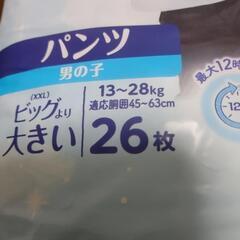 パンツ
男の子
(XXL)
ビッグより
大きい
13~28kg
適応胴囲45~63cm
26枚
最大12時
12